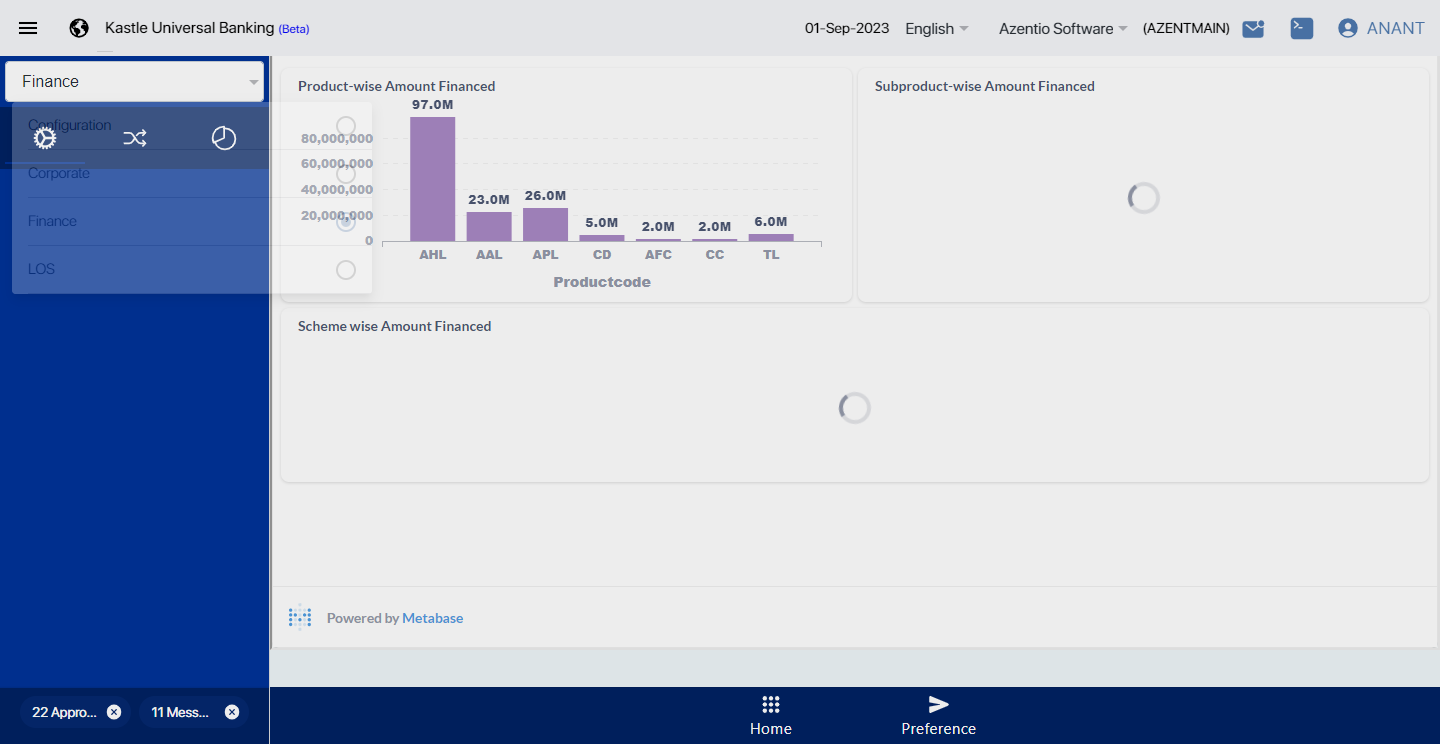 Kastle Universal Banking (Beta)
01-Sep-2023
English
Azentio Software
(AZENTMAIN)
ANANT
Finance
Configuration
Corporate
Finance
LOS
Product-wise Amount Financed
97.0M
80,000,000
60,000,000
40,000,000
20,000,000
0
23.0M
26.0M
5.0M
2.0M
2.0M
6.0M
AHL
AAL
APL
CD
AFC
CC
TL
Productcode
Subproduct-wise Amount Financed
Scheme wise Amount Financed
Powered by Metabase
22 Appro...
11 Mess...
Home
Preference